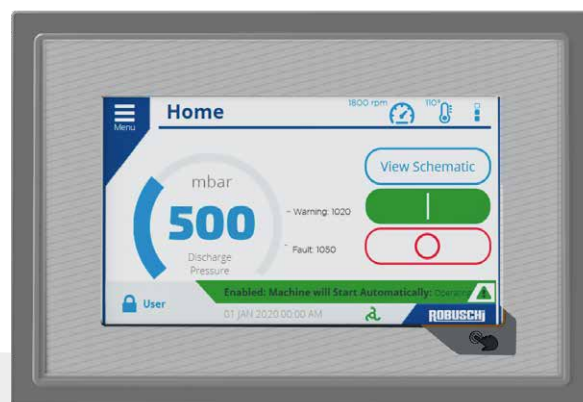 Menu
Home
1800 rpm
110°
View Schematic
mbar
500
Discharge
Pressure
- Warning: 1020
- Fault: 1050
Enabled: Machine will Start Automatically:
User
01 JAN 2020 00:00 AM
ROBUSCHi